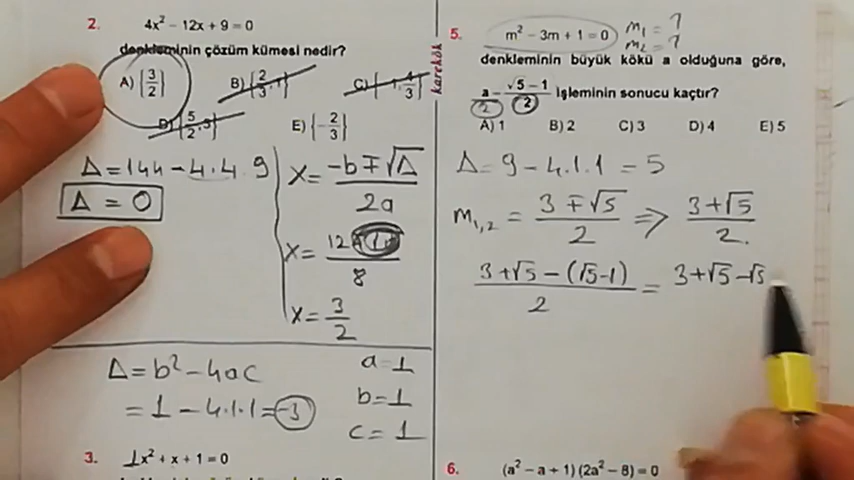 2. 4x² - 12x + 9 = 0
denkleminin çözüm kümesi nedir?
A) {3/2} B) {2/3, 1}
D) {5/2, 3} E) {-2/3}
Δ = 144 - 4.4.9
Δ = 0
x = -b ∓ √Δ / 2a
x = 12 / 8
x = 3/2
Δ = b² - 4ac
= 1 - 4.1.1 = -3
a = 1
b = 1
c = 1
3. 1x² + x + 1 = 0
karekök
5. m² - 3m + 1 = 0 m₁ = ?
m₂ = ?
denkleminin büyük kökü a olduğuna göre,
a - √5 - 1 / 2 işleminin sonucu kaçtır?
(2) (2)
A) 1 B) 2 C) 3 D) 4 E) 5
Δ = 9 - 4.1.1 = 5
m₁,₂ = 3 ∓ √5 / 2 ⇒ 3 + √5 / 2.
3 + √5 - (√5 - 1) / 2 = 3 + √5 - √5
6. (a² - a + 1)(2a² - 8) = 0